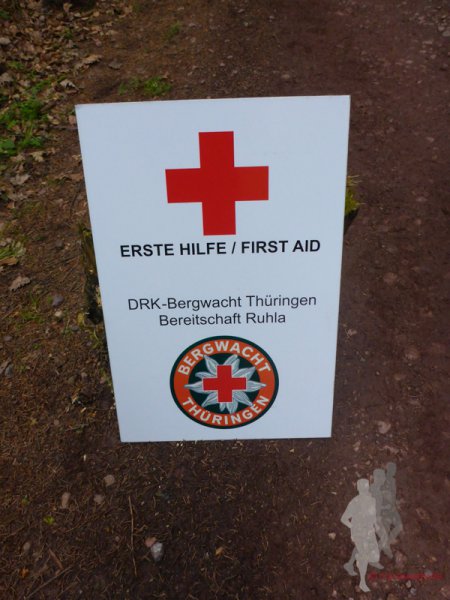 ERSTE HILFE / FIRST AID
DRK-Bergwacht Thüringen
Bereitschaft Ruhla
BERGWACHT
THÜRINGEN